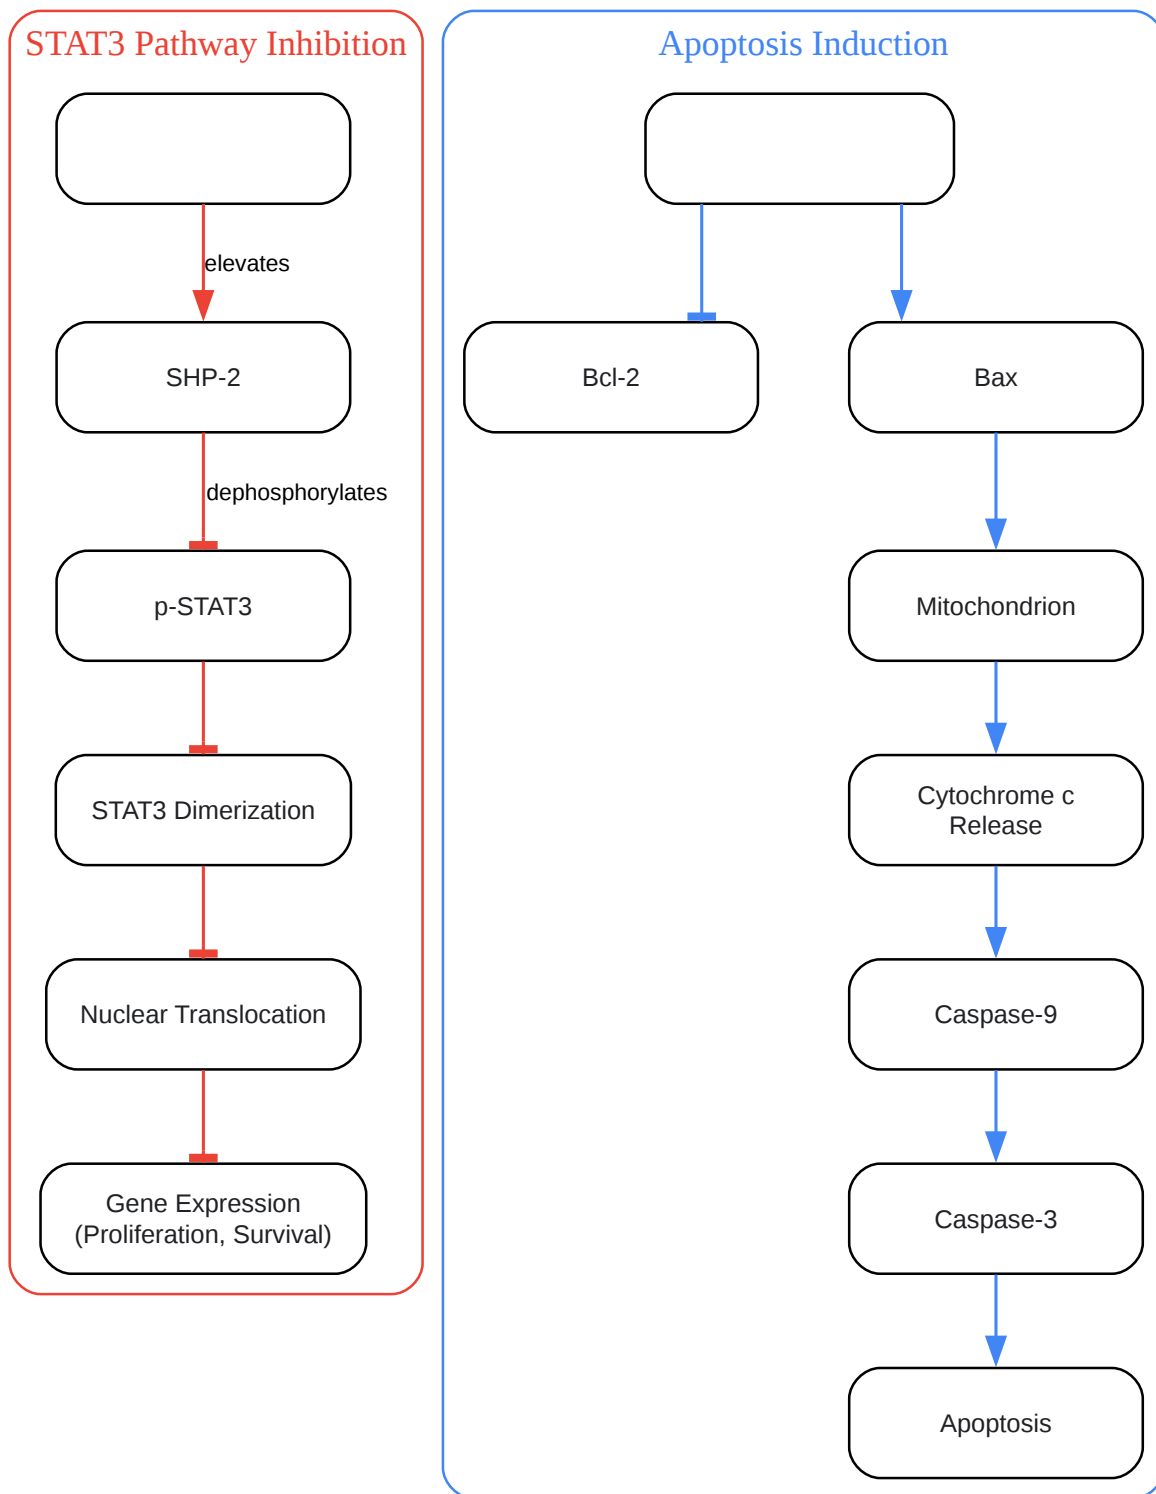 STAT3 Pathway Inhibition
elevates
SHP-2
dephosphorylates
p-STAT3
STAT3 Dimerization
Nuclear Translocation
Gene Expression
(Proliferation, Survival)
Apoptosis Induction
Bcl-2
Bax
Mitochondrion
Cytochrome c
Release
Caspase-9
Caspase-3
Apoptosis